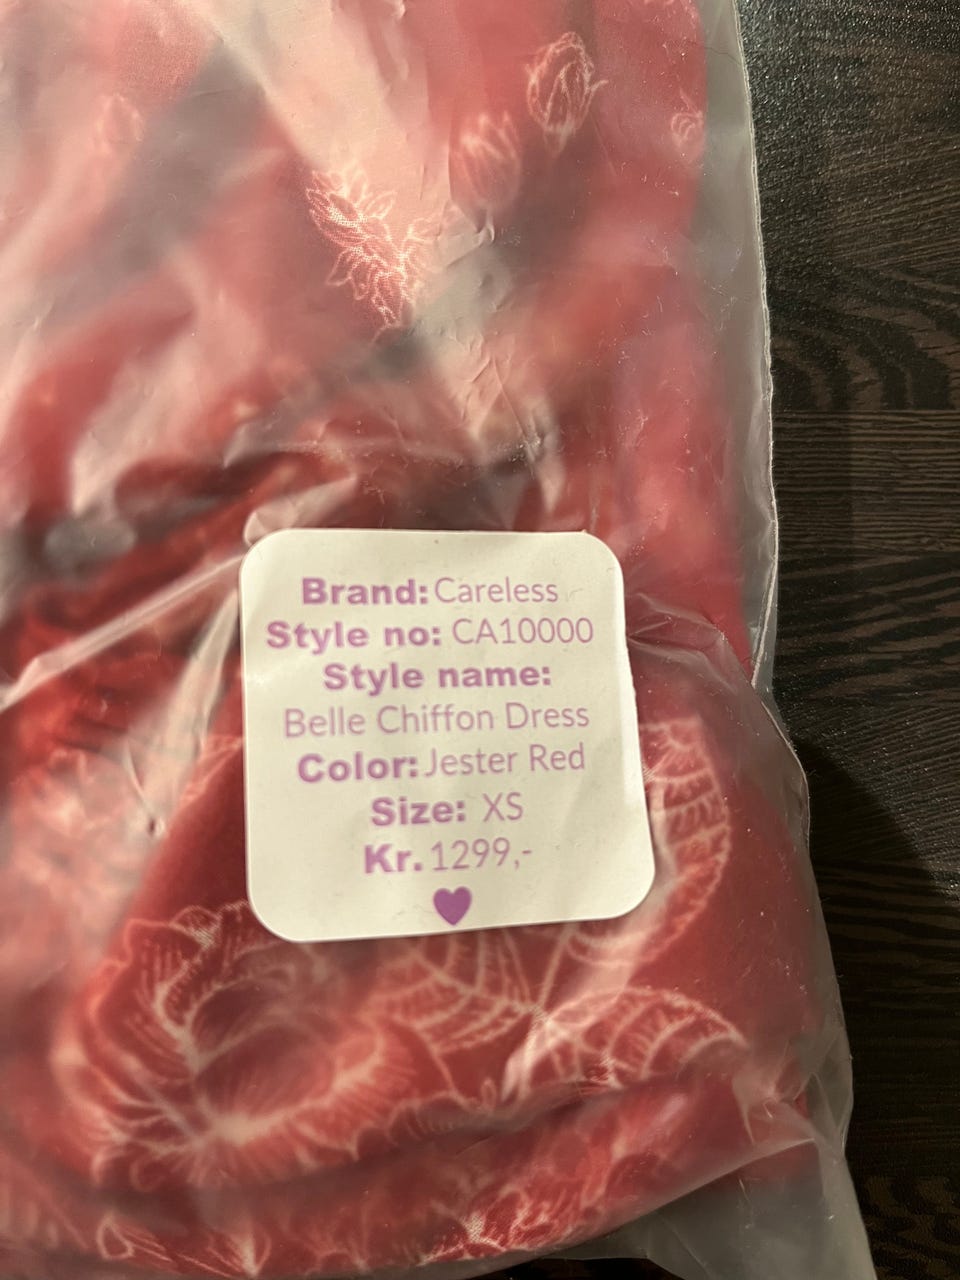 Brand: Careless
Style no: CA10000
Style name:
Belle Chiffon Dress
Color: Jester Red
Size: XS
Kr. 1299,-